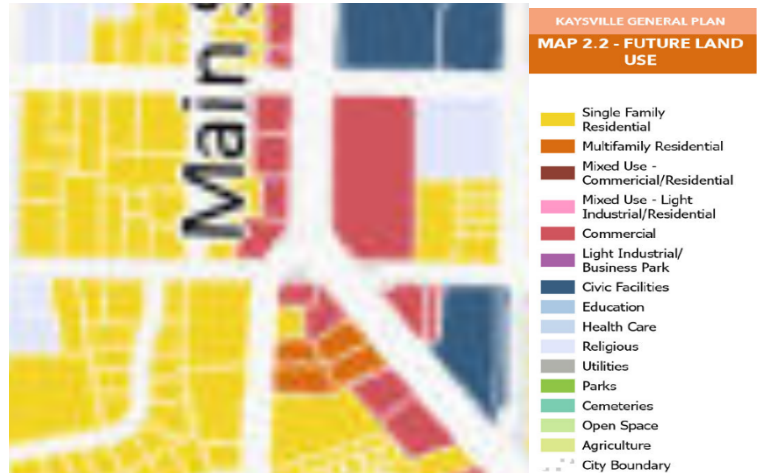 Main S
KAYSVILLE GENERAL PLAN
MAP 2.2 - FUTURE LAND
USE
Single Family
Residential
Multifamily Residential
Mixed Use -
Commericial/Residential
Mixed Use - Light
Industrial/Residential
Commercial
Light Industrial/
Business Park
Civic Facilities
Education
Health Care
Religious
Utilities
Parks
Cemeteries
Open Space
Agriculture
City Boundary